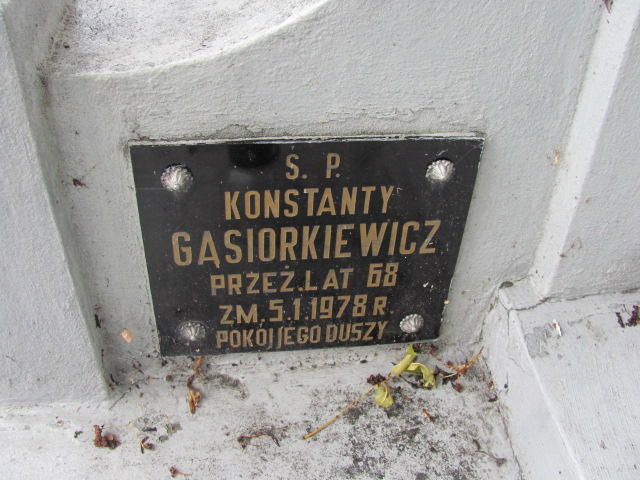 Ś. P.
KONSTANTY
GĄSIORKIEWICZ
PRZEŻ.LAT 68
ZM. 5.1.1978 R.
POKÓJ JEGO DUSZY